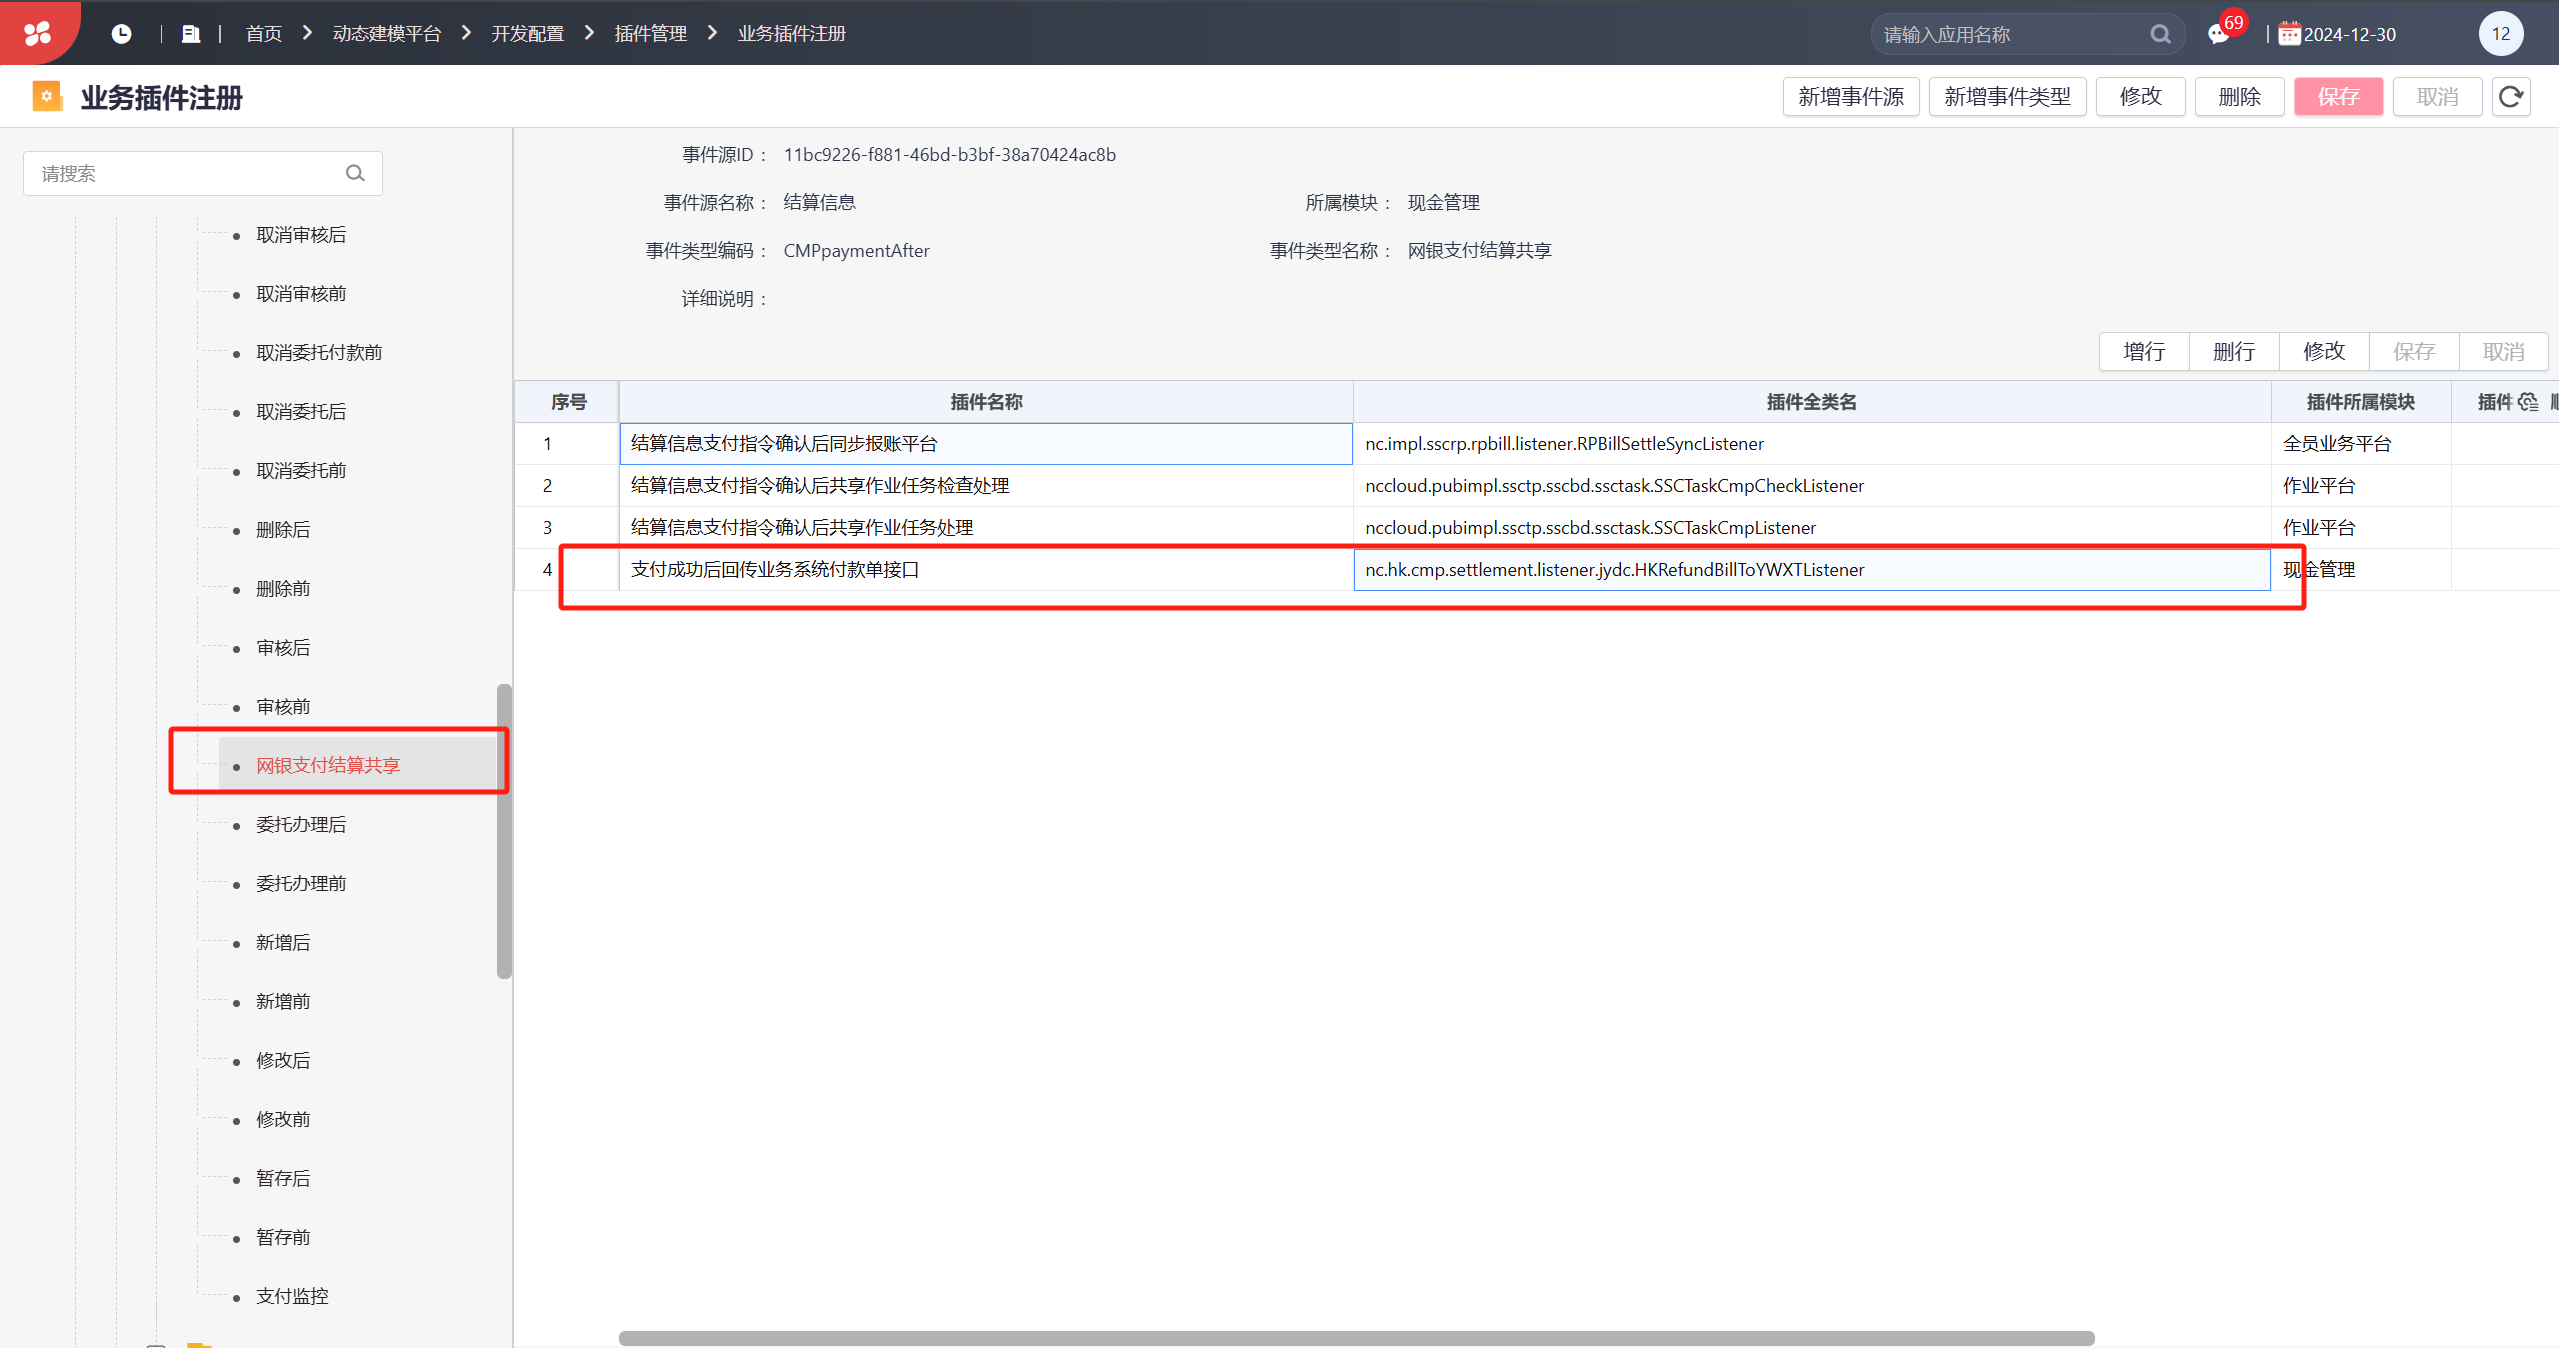 首页 > 动态建模平台 > 开发配置 > 插件管理 > 业务插件注册 请输入应用名称 69 2024-12-30 12
业务插件注册 新增事件源 新增事件类型 修改 删除 保存 取消
请搜索
取消审核后
取消审核前
取消委托付款前
取消委托后
取消委托前
删除后
删除前
审核后
审核前
网银支付结算共享
委托办理后
委托办理前
新增后
新增前
修改后
修改前
暂存后
暂存前
支付监控
事件源ID： 11bc9226-f881-46bd-b3bf-38a70424ac8b
事件源名称： 结算信息 所属模块： 现金管理
事件类型编码： CMPpaymentAfter 事件类型名称： 网银支付结算共享
详细说明：
增行 删行 修改 保存 取消
序号 插件名称 插件全类名 插件所属模块 插件
1 结算信息支付指令确认后同步报账平台 nc.impl.sscrp.rpbill.listener.RPBillSettleSyncListener 全员业务平台
2 结算信息支付指令确认后共享作业任务检查处理 nccloud.pubimpl.ssctp.sscbd.ssctask.SSCTaskCmpCheckListener 作业平台
3 结算信息支付指令确认后共享作业任务处理 nccloud.pubimpl.ssctp.sscbd.ssctask.SSCTaskCmpListener 作业平台
4 支付成功后回传业务系统付款单接口 nc.hk.cmp.settlement.listener.jydc.HKRefundBillToYWXTListener 现金管理